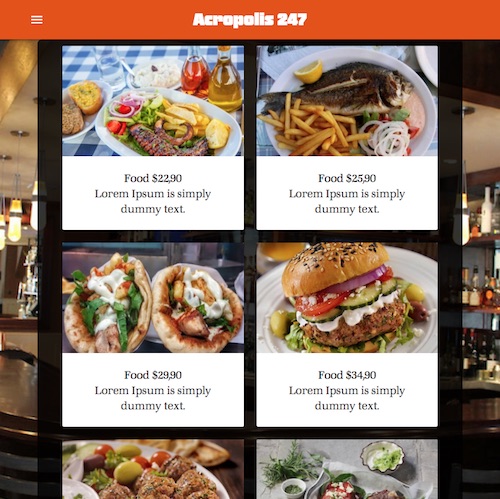 Acropolis 247
Food $22,90
Lorem Ipsum is simply
dummy text.
Food $25,90
Lorem Ipsum is simply
dummy text.
Food $29,90
Lorem Ipsum is simply
dummy text.
Food $34,90
Lorem Ipsum is simply
dummy text.